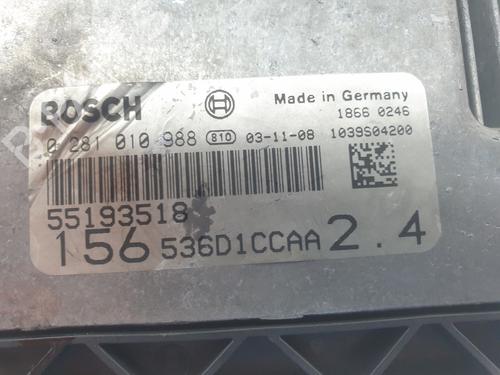 BOSCH Made in Germany
1866 0246
0 281 010 988 810 03-11-08 1039S04200
55193518
156 536D1CCAA 2.4